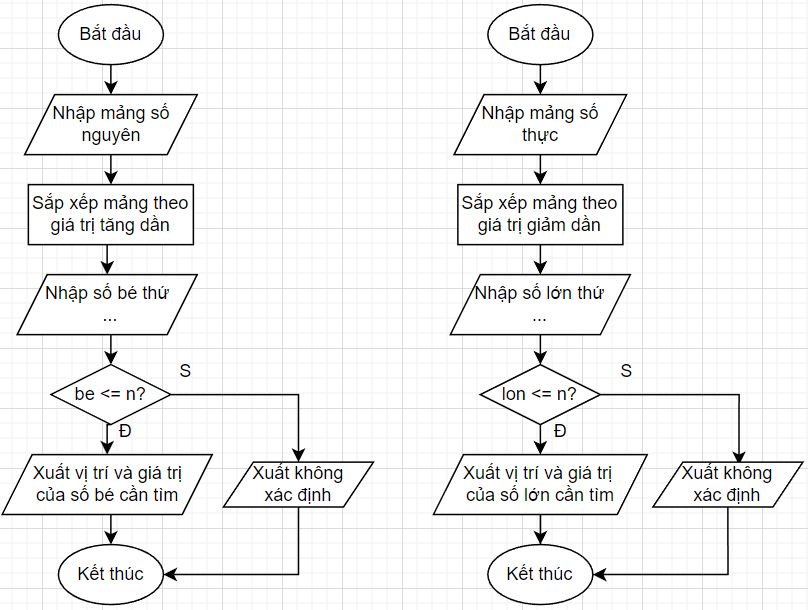 Bắt đầu
Nhập mảng số
nguyên
Sắp xếp mảng theo
giá trị tăng dần
Nhập số bé thứ
...
be <= n?
S
Đ
Xuất vị trí và giá trị
của số bé cần tìm
Xuất không
xác định
Kết thúc
Bắt đầu
Nhập mảng số
thực
Sắp xếp mảng theo
giá trị giảm dần
Nhập số lớn thứ
...
lon <= n?
S
Đ
Xuất vị trí và giá trị
của số lớn cần tìm
Xuất không
xác định
Kết thúc